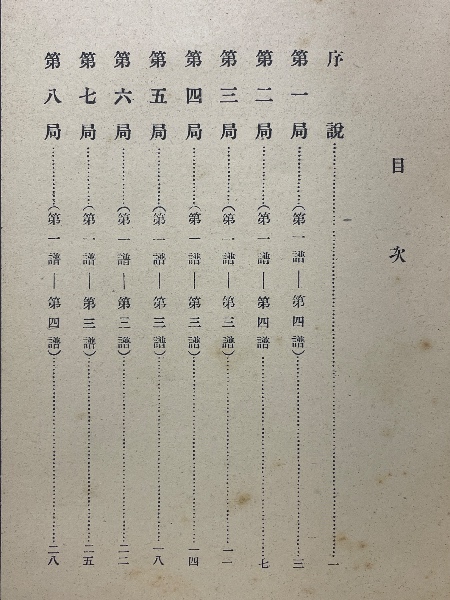 目次
序說……一
第一局……(第一譜—第四譜)……三
第二局……(第一譜—第四譜)……七
第三局……(第一譜—第三譜)……一一
第四局……(第一譜—第三譜)……一四
第五局……(第一譜—第三譜)……一八
第六局……(第一譜—第三譜)……二二
第七局……(第一譜—第三譜)……二五
第八局……(第一譜—第四譜)……二八